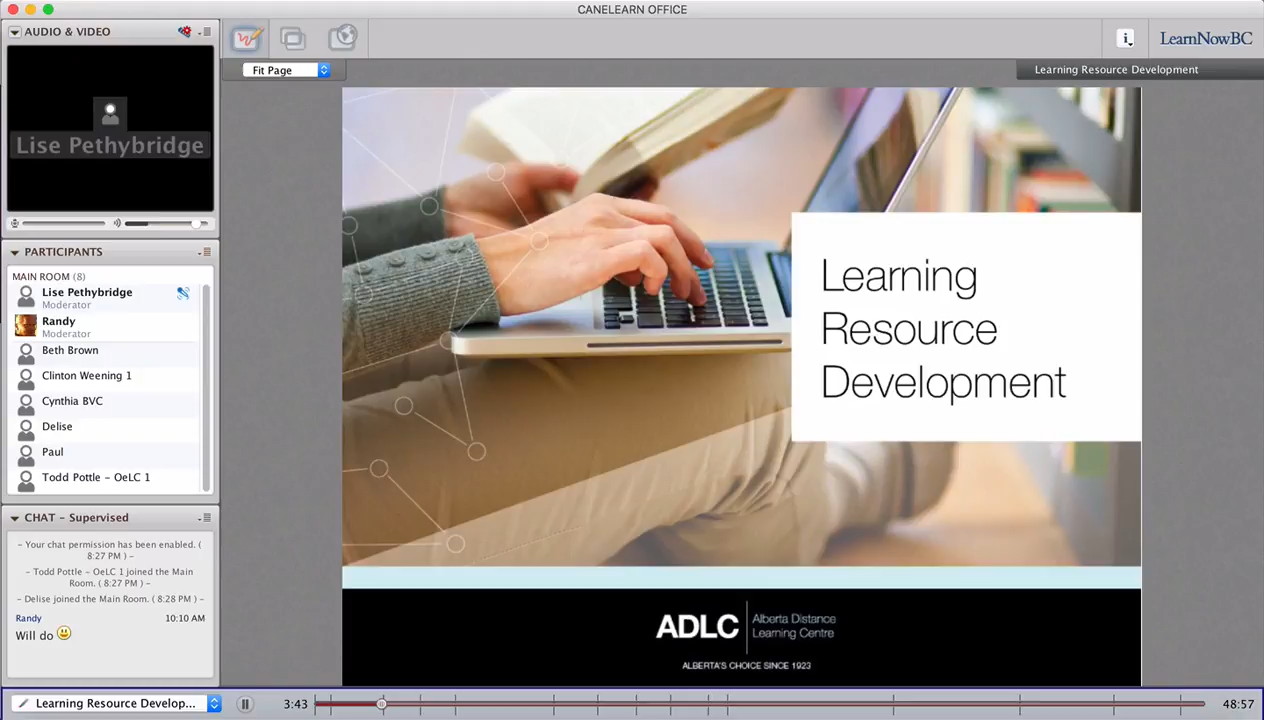 CANELEARN OFFICE
AUDIO & VIDEO
Lise Pethybridge
Fit Page
i
LearnNowBC
Learning Resource Development
PARTICIPANTS
MAIN ROOM (8)
Lise Pethybridge
Moderator
Randy
Moderator
Beth Brown
Clinton Weening 1
Cynthia BVC
Delise
Paul
Todd Pottle – OeLC 1
CHAT – Supervised
– Your chat permission has been enabled. (
8:27 PM ) –
– Todd Pottle – OeLC 1 joined the Main
Room. ( 8:27 PM ) –
– Delise joined the Main Room. ( 8:28 PM ) –
Randy 10:10 AM
Will do
Learning
Resource
Development
ADLC
Alberta Distance
Learning Centre
ALBERTA'S CHOICE SINCE 1923
Learning Resource Develop...
3:43
48:57